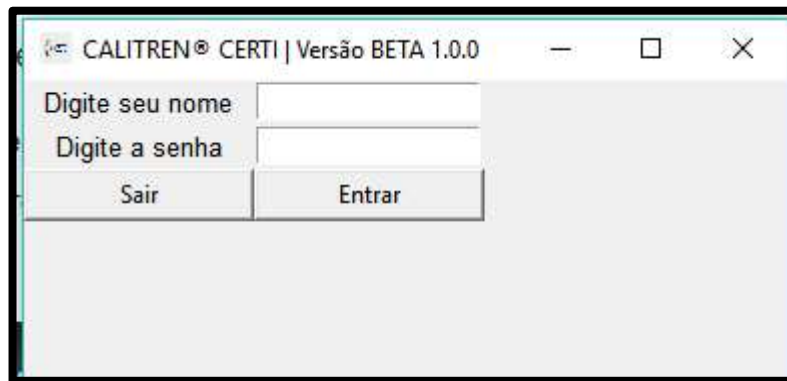 CALITREN® CERTI | Versão BETA 1.0.0
Digite seu nome
Digite a senha
Sair Entrar